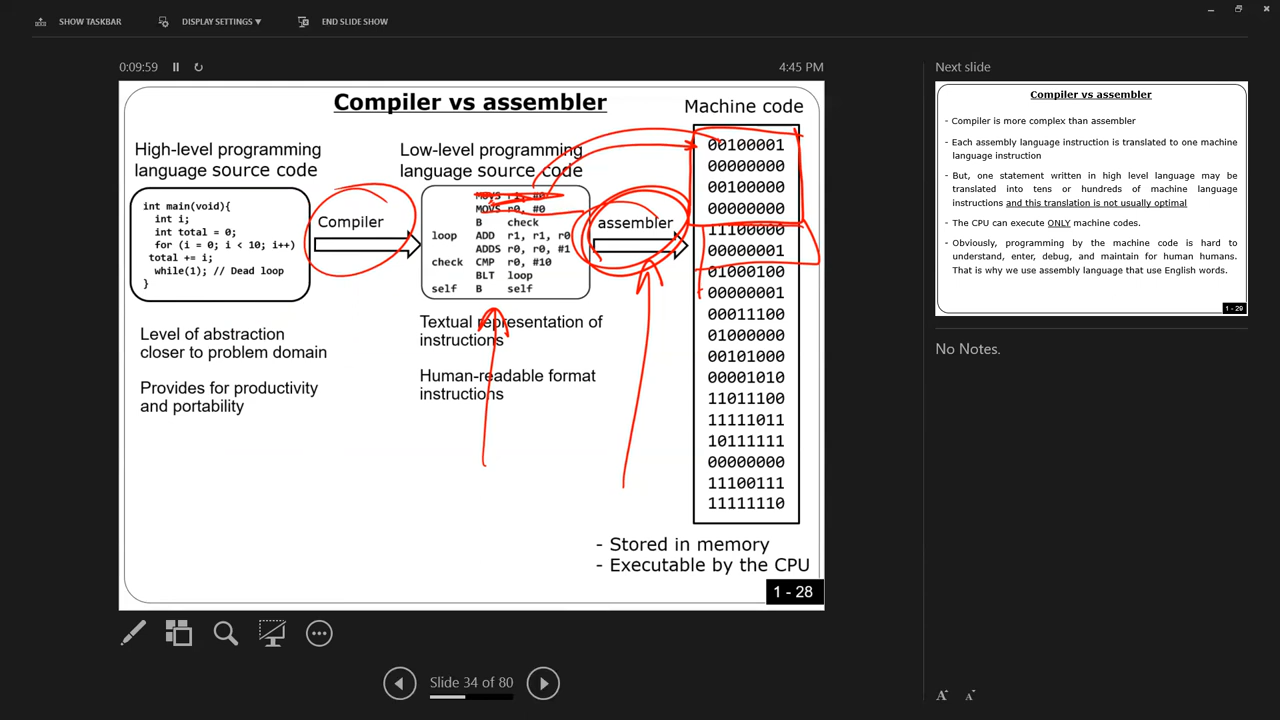 SHOW TASKBAR
DISPLAY SETTINGS
END SLIDE SHOW
0:09:59
4:45 PM
Compiler vs assembler
Machine code
High-level programming
language source code
int main(void){
int i;
int total = 0;
for (i = 0; i < 10; i++)
total += i;
while(1); // Dead loop
}
Compiler
Low-level programming
language source code
MOVS r1, #0
MOVS r0, #0
B check
loop ADD r1, r1, r0
ADDS r0, r0, #1
check CMP r0, #10
BLT loop
self B self
assembler
00100001
00000000
00100000
00000000
11100000
00000001
01000100
00000001
00011100
01000000
00101000
00001010
11011100
11111011
10111111
00000000
11100111
11111110
Level of abstraction
closer to problem domain
Provides for productivity
and portability
Textual representation of
instructions
Human-readable format
instructions
- Stored in memory
- Executable by the CPU
1 - 28
Slide 34 of 80
Next slide
Compiler vs assembler
- Compiler is more complex than assembler
- Each assembly language instruction is translated to one machine
language instruction
- But, one statement written in high level language may be
translated into tens or hundreds of machine language
instructions and this translation is not usually optimal
- The CPU can execute ONLY machine codes.
- Obviously, programming by the machine code is hard to
understand, enter, debug, and maintain for human humans.
That is why we use assembly language that use English words.
1 - 29
No Notes.
A
A